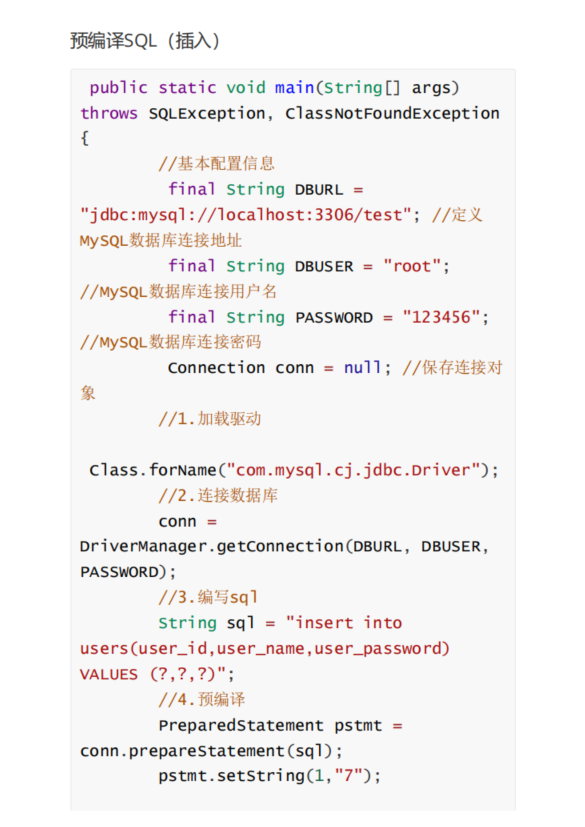 预编译SQL（插入）
public static void main(String[] args)
throws SQLException, ClassNotFoundException
{
//基本配置信息
final String DBURL =
"jdbc:mysql://localhost:3306/test"; //定义
MySQL数据库连接地址
final String DBUSER = "root";
//MySQL数据库连接用户名
final String PASSWORD = "123456";
//MySQL数据库连接密码
Connection conn = null; //保存连接对
象
//1.加载驱动
Class.forName("com.mysql.cj.jdbc.Driver");
//2.连接数据库
conn =
DriverManager.getConnection(DBURL, DBUSER,
PASSWORD);
//3.编写sql
String sql = "insert into
users(user_id,user_name,user_password)
VALUES (?,?,?)";
//4.预编译
PreparedStatement pstmt =
conn.prepareStatement(sql);
pstmt.setString(1,"7");